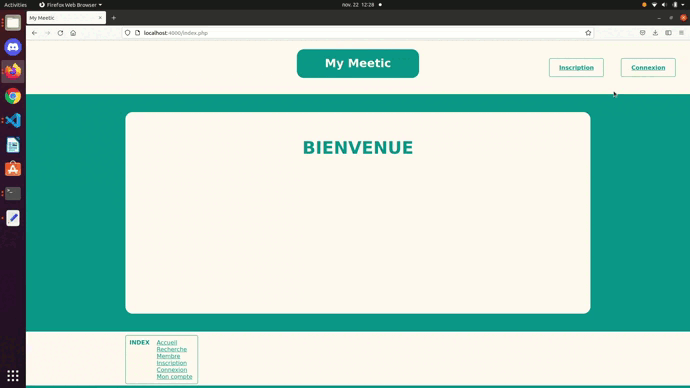 Activities
Firefox Web Browser
nov. 22 12:28
My Meetic
localhost:4000/index.php
My Meetic
Inscription
Connexion
BIENVENUE
INDEX
Accueil
Recherche
Membre
Inscription
Connexion
Mon compte